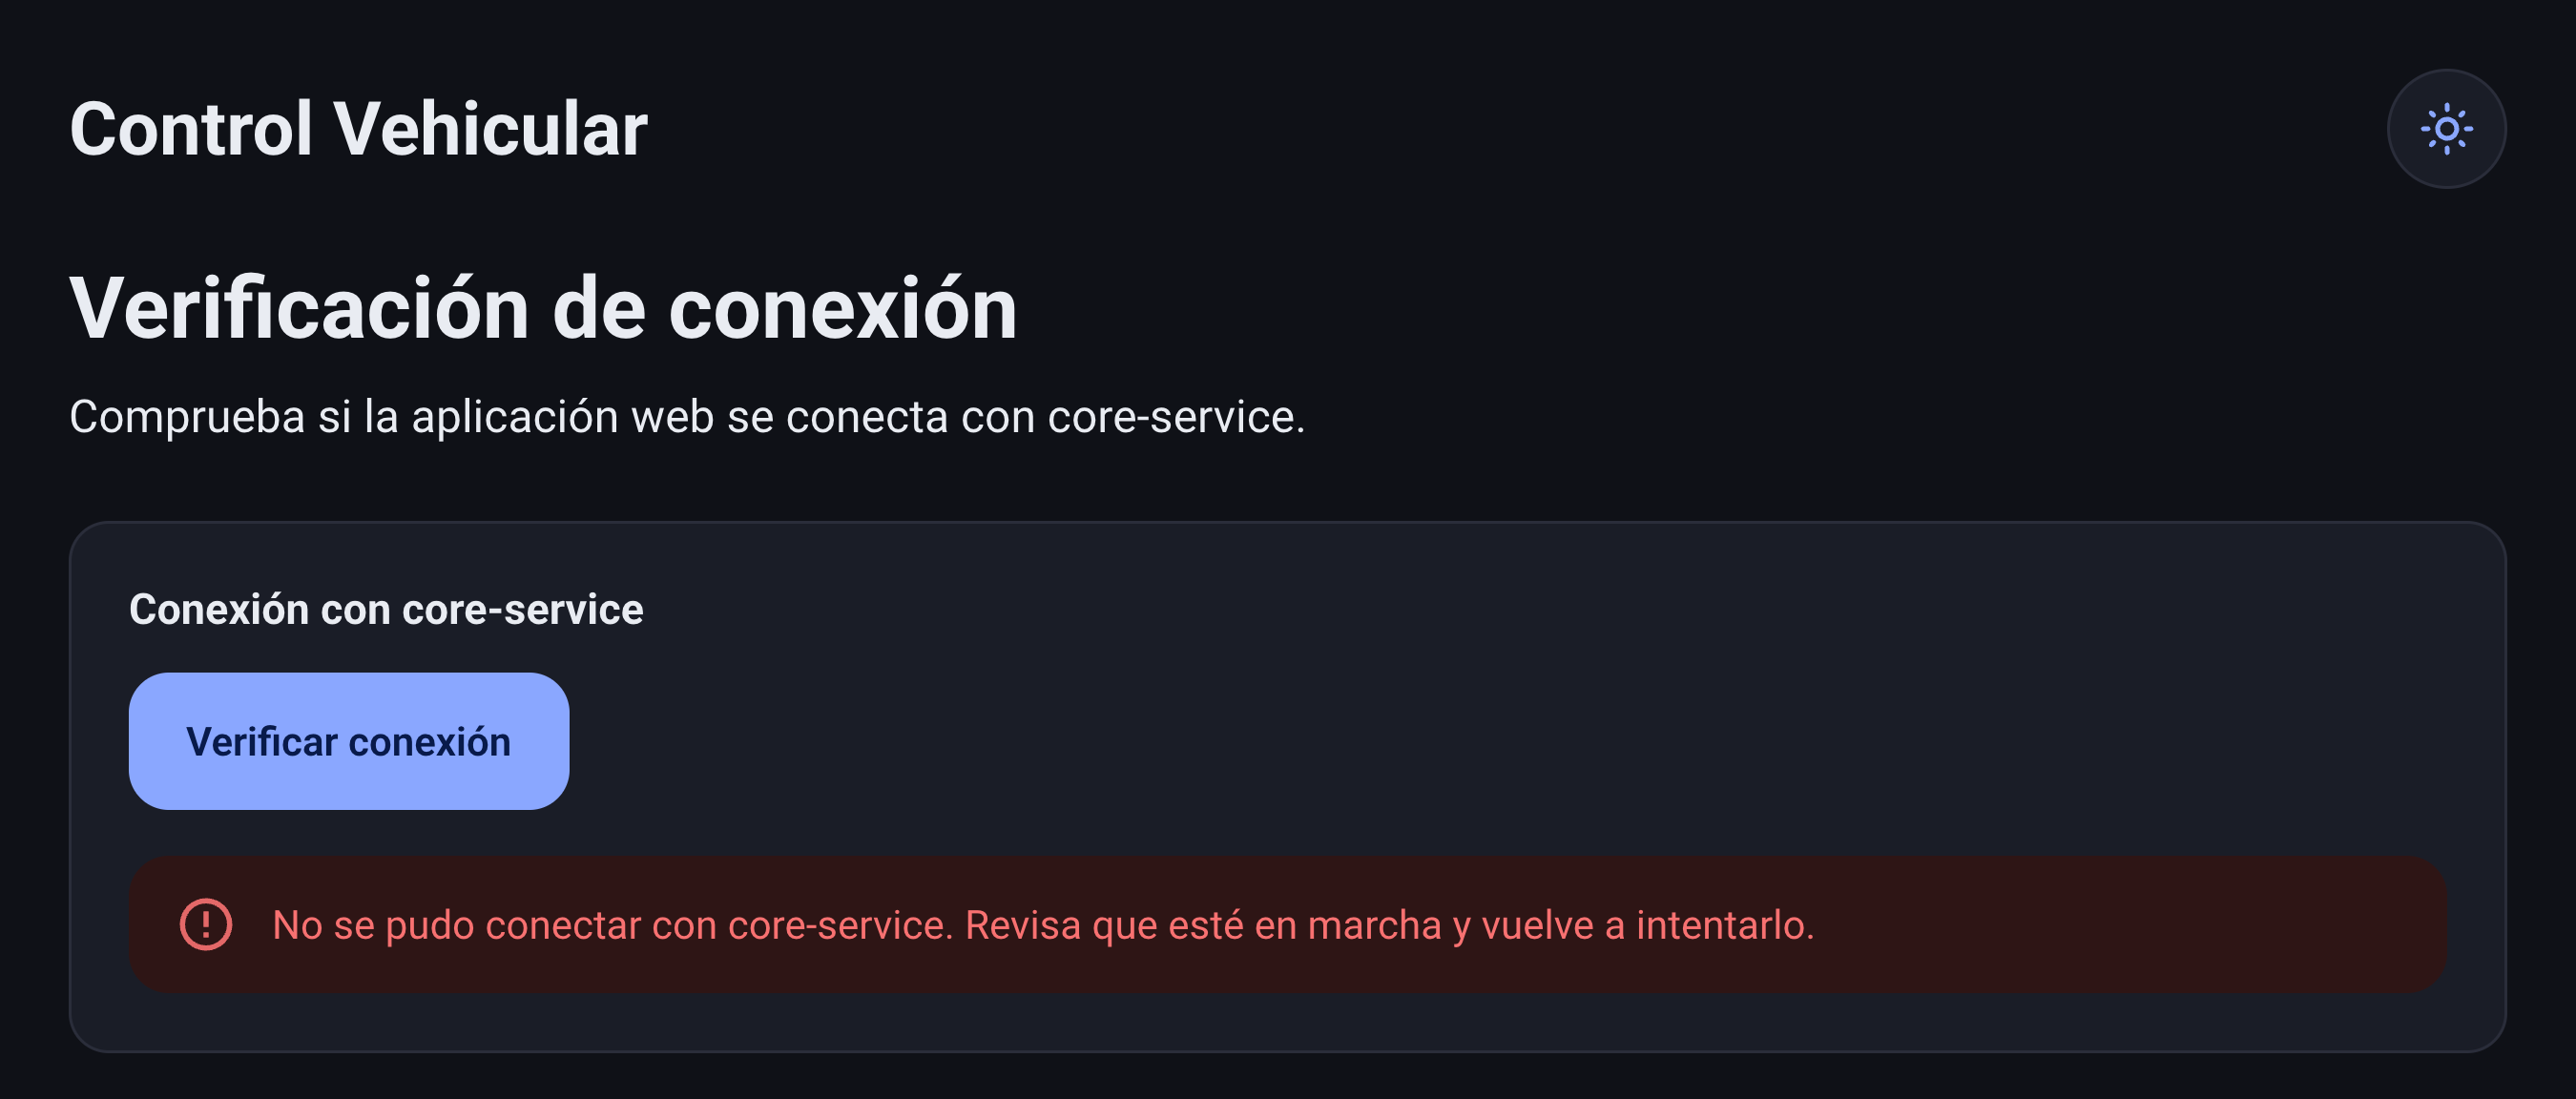 Control Vehicular
Verificación de conexión
Comprueba si la aplicación web se conecta con core-service.
Conexión con core-service
Verificar conexión
No se pudo conectar con core-service. Revisa que esté en marcha y vuelve a intentarlo.